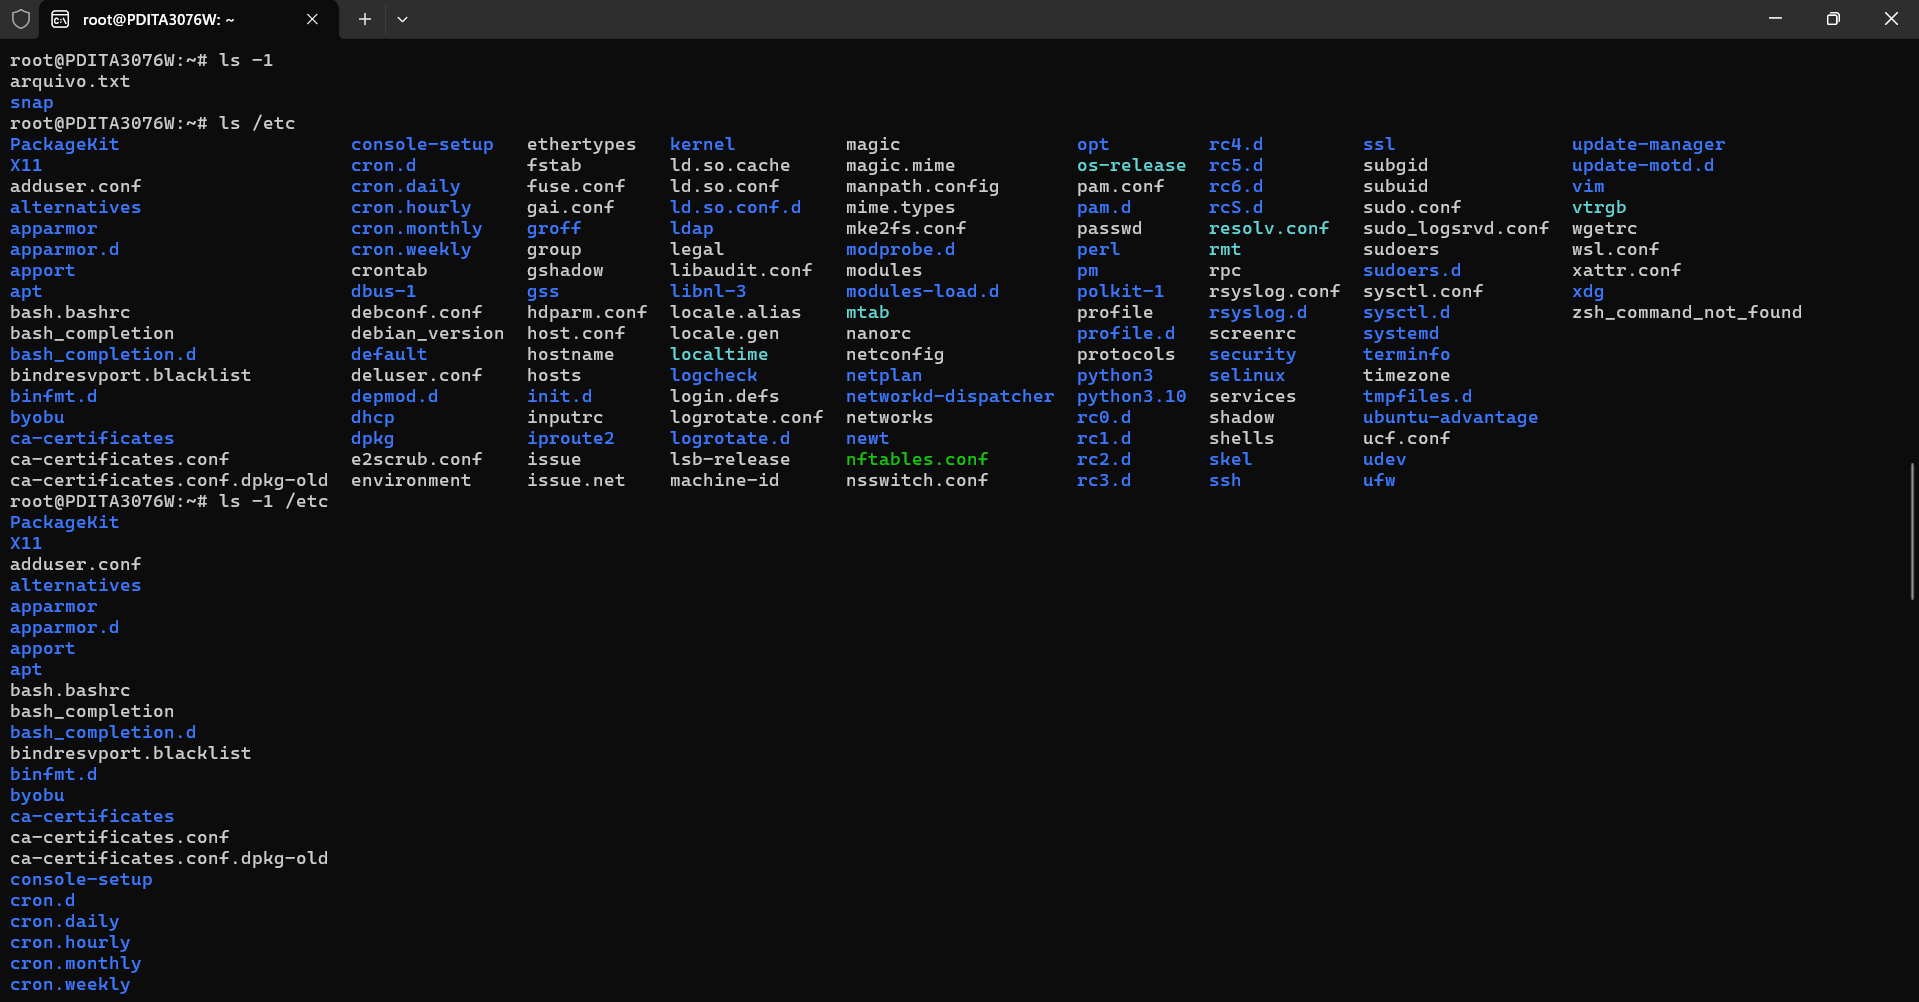 root@PDITA3076W: ~
root@PDITA3076W:~# ls -1
arquivo.txt
snap
root@PDITA3076W:~# ls /etc
PackageKit console-setup ethertypes kernel magic opt rc4.d ssl update-manager
X11 cron.d fstab ld.so.cache magic.mime os-release rc5.d subgid update-motd.d
adduser.conf cron.daily fuse.conf ld.so.conf manpath.config pam.conf rc6.d subuid vim
alternatives cron.hourly gai.conf ld.so.conf.d mime.types pam.d rcS.d sudo.conf vtrgb
apparmor cron.monthly groff ldap mke2fs.conf passwd resolv.conf sudo_logsrvd.conf wgetrc
apparmor.d cron.weekly group legal modprobe.d perl rmt sudoers wsl.conf
apport crontab gshadow libaudit.conf modules pm rpc sudoers.d xattr.conf
apt dbus-1 gss libnl-3 modules-load.d polkit-1 rsyslog.conf sysctl.conf xdg
bash.bashrc debconf.conf hdparm.conf locale.alias mtab profile rsyslog.d sysctl.d zsh_command_not_found
bash_completion debian_version host.conf locale.gen nanorc profile.d screenrc systemd
bash_completion.d default hostname localtime netconfig protocols security terminfo
bindresvport.blacklist deluser.conf hosts logcheck netplan python3 selinux timezone
binfmt.d depmod.d init.d login.defs networkd-dispatcher python3.10 services tmpfiles.d
byobu dhcp inputrc logrotate.conf networks rc0.d shadow ubuntu-advantage
ca-certificates dpkg iproute2 logrotate.d newt rc1.d shells ucf.conf
ca-certificates.conf e2scrub.conf issue lsb-release nftables.conf rc2.d skel udev
ca-certificates.conf.dpkg-old environment issue.net machine-id nsswitch.conf rc3.d ssh ufw
root@PDITA3076W:~# ls -1 /etc
PackageKit
X11
adduser.conf
alternatives
apparmor
apparmor.d
apport
apt
bash.bashrc
bash_completion
bash_completion.d
bindresvport.blacklist
binfmt.d
byobu
ca-certificates
ca-certificates.conf
ca-certificates.conf.dpkg-old
console-setup
cron.d
cron.daily
cron.hourly
cron.monthly
cron.weekly